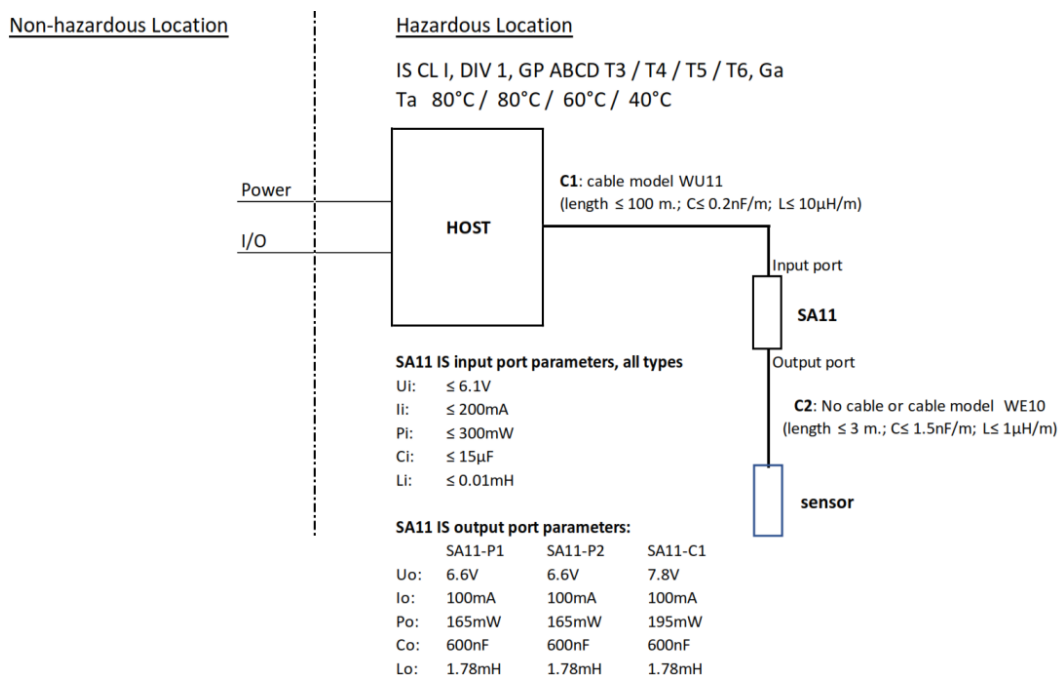 Non-hazardous Location
Hazardous Location
IS CL I, DIV 1, GP ABCD T3 / T4 / T5 / T6, Ga
Ta 80°C / 80°C / 60°C / 40°C
Power
I/O
HOST
C1: cable model WU11
(length ≤ 100 m.; C≤ 0.2nF/m; L≤ 10µH/m)
Input port
SA11
Output port
C2: No cable or cable model WE10
(length ≤ 3 m.; C≤ 1.5nF/m; L≤ 1µH/m)
sensor
SA11 IS input port parameters, all types
Ui: ≤ 6.1V
Ii: ≤ 200mA
Pi: ≤ 300mW
Ci: ≤ 15µF
Li: ≤ 0.01mH
SA11 IS output port parameters:
SA11-P1 SA11-P2 SA11-C1
Uo: 6.6V 6.6V 7.8V
Io: 100mA 100mA 100mA
Po: 165mW 165mW 195mW
Co: 600nF 600nF 600nF
Lo: 1.78mH 1.78mH 1.78mH